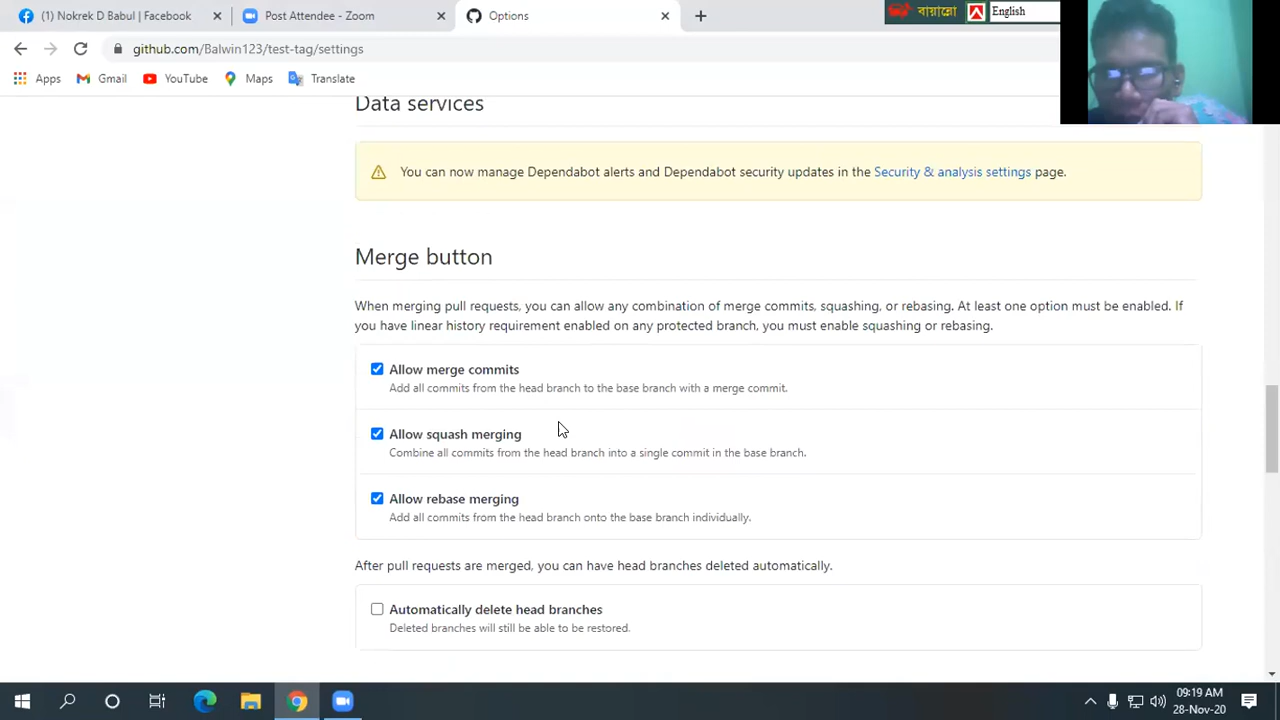 (1) Nokrek D Babul | Facebook
Post Attendee - Zoom
Options
বায়ান্নো
English
github.com/Balwin123/test-tag/settings
Apps
Gmail
YouTube
Maps
Translate
Data services
You can now manage Dependabot alerts and Dependabot security updates in the Security & analysis settings page.
Merge button
When merging pull requests, you can allow any combination of merge commits, squashing, or rebasing. At least one option must be enabled. If
you have linear history requirement enabled on any protected branch, you must enable squashing or rebasing.
Allow merge commits
Add all commits from the head branch to the base branch with a merge commit.
Allow squash merging
Combine all commits from the head branch into a single commit in the base branch.
Allow rebase merging
Add all commits from the head branch onto the base branch individually.
After pull requests are merged, you can have head branches deleted automatically.
Automatically delete head branches
Deleted branches will still be able to be restored.
09:19 AM
28-Nov-20